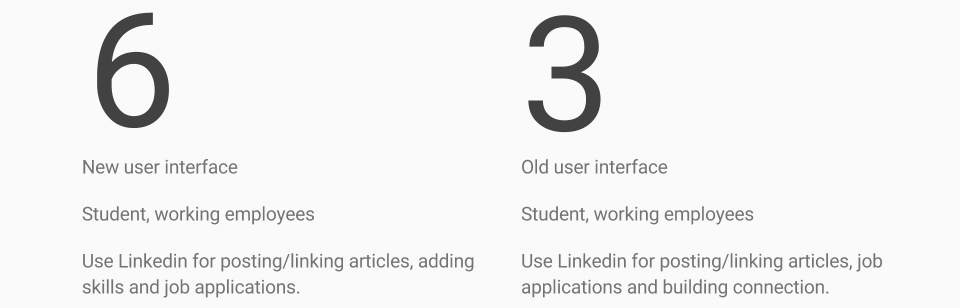 6
New user interface
Student, working employees
Use Linkedin for posting/linking articles, adding
skills and job applications.
3
Old user interface
Student, working employees
Use Linkedin for posting/linking articles, job
applications and building connection.